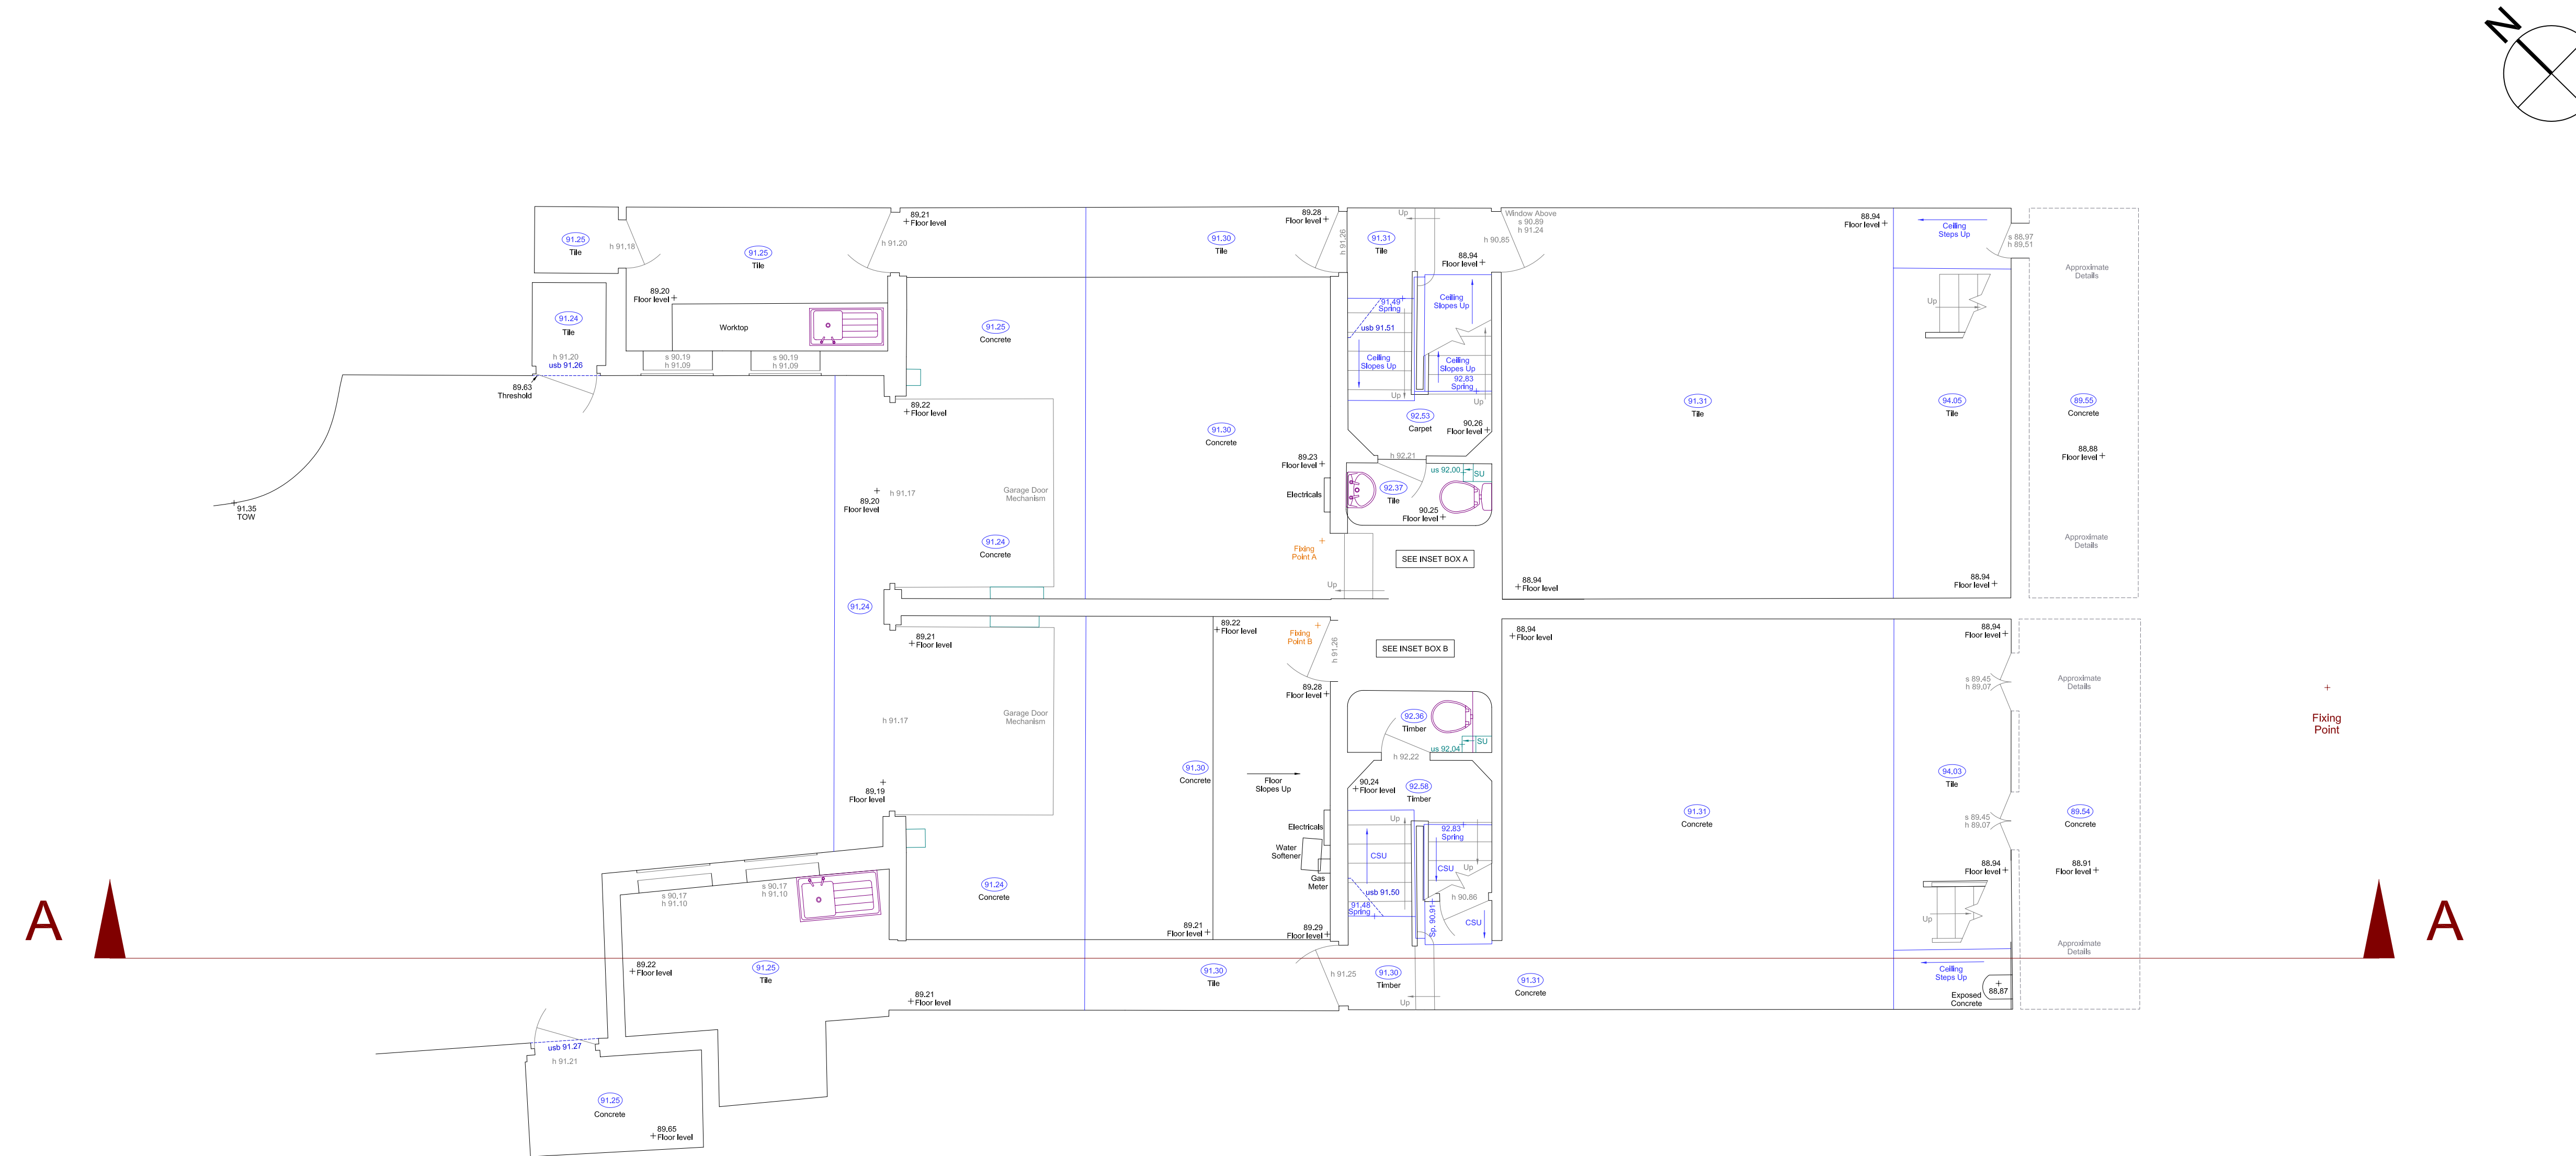 N
89.21
Floor level
89.28
Floor level
Up
Window Above
s 90.89
h 91.24
88.94
Floor level
Ceiling
Steps Up
s 88.97
h 89.51
91.25
Tile
h 91.18
91.25
Tile
h 91.20
91.30
Tile
h 91.26
91.31
Tile
h 90.85
88.94
Floor level
Approximate
Details
89.20
Floor level
91.24
Tile
h 91.20
usb 91.26
Worktop
s 90.19
h 91.09
s 90.19
h 91.09
91.25
Concrete
91.49
Spring
usb 91.51
Ceiling
Slopes Up
Ceiling
Slopes Up
Ceiling
Slopes Up
92.83
Spring
Up
Up
Up
89.63
Threshold
89.22
Floor level
91.30
Concrete
92.53
Carpet
90.26
Floor level
91.31
Tile
94.05
Tile
89.55
Concrete
88.88
Floor level
h 92.21
89.23
Floor level
us 92.00
SU
92.37
Tile
90.25
Floor level
Electricals
91.35
TOW
89.20
Floor level
h 91.17
Garage Door
Mechanism
91.24
Concrete
Fixing
Point A
SEE INSET BOX A
Up
Approximate
Details
88.94
Floor level
88.94
Floor level
91.24
89.21
Floor level
89.22
Floor level
Fixing
Point B
h 91.26
SEE INSET BOX B
88.94
Floor level
88.94
Floor level
89.28
Floor level
s 89.45
h 89.07
Approximate
Details
Fixing
Point
h 91.17
Garage Door
Mechanism
92.36
Timber
us 92.04
SU
h 92.22
91.30
Concrete
Floor
Slopes Up
89.19
Floor level
90.24
Floor level
92.58
Timber
94.03
Tile
91.31
Concrete
s 89.45
h 89.07
89.54
Concrete
Electricals
Water
Softener
Gas
Meter
Up
CSU
92.83
Spring
CSU
Up
usb 91.50
h 90.86
91.48
Spring
Sp. 90.91
CSU
88.94
Floor level
88.91
Floor level
Up
s 90.17
h 91.10
s 90.17
h 91.10
91.24
Concrete
89.21
Floor level
89.29
Floor level
A
A
Approximate
Details
89.22
Floor level
91.25
Tile
91.30
Tile
h 91.25
91.30
Timber
91.31
Concrete
Ceiling
Steps Up
88.87
Exposed
Concrete
89.21
Floor level
Up
usb 91.27
h 91.21
91.25
Concrete
89.65
Floor level